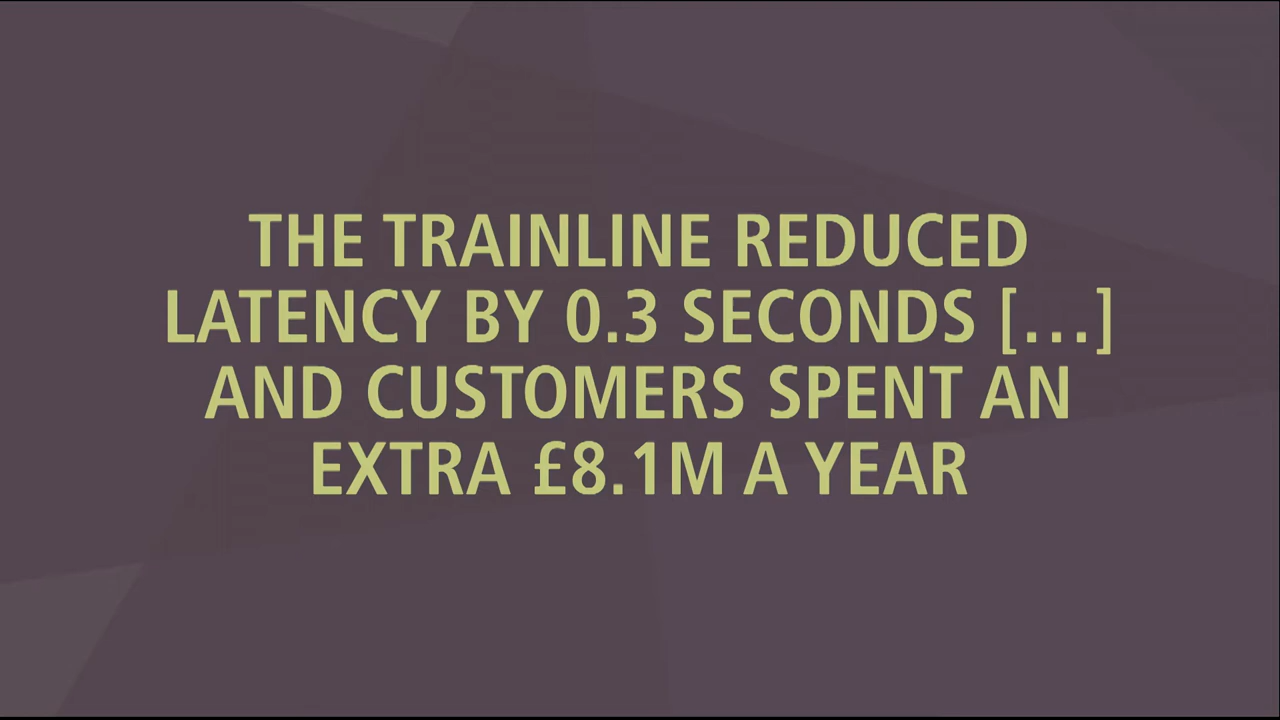 THE TRAINLINE REDUCED
LATENCY BY 0.3 SECONDS [...]
AND CUSTOMERS SPENT AN
EXTRA £8.1M A YEAR